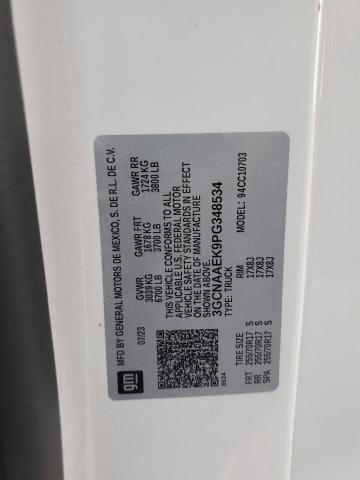 MFD BY GENERAL MOTORS DE MEXICO, S. DE R.L. DE C.V.
07/23
GVWR GAWR FRT GAWR RR
3039 KG 1678 KG 1724 KG
6700 LB 3700 LB 3800 LB
THIS VEHICLE CONFORMS TO ALL
APPLICABLE U.S. FEDERAL MOTOR
VEHICLE SAFETY STANDARDS IN EFFECT
ON THE DATE OF MANUFACTURE
SHOWN ABOVE.
3GCNAAEK9PG348534
TYPE: TRUCK MODEL: 94CC10703
TIRE SIZE RIM
FRT 255/70R17 S 17X8J
RR 255/70R17 S 17X8J
SPA 255/70R17 S 17X8J
gm